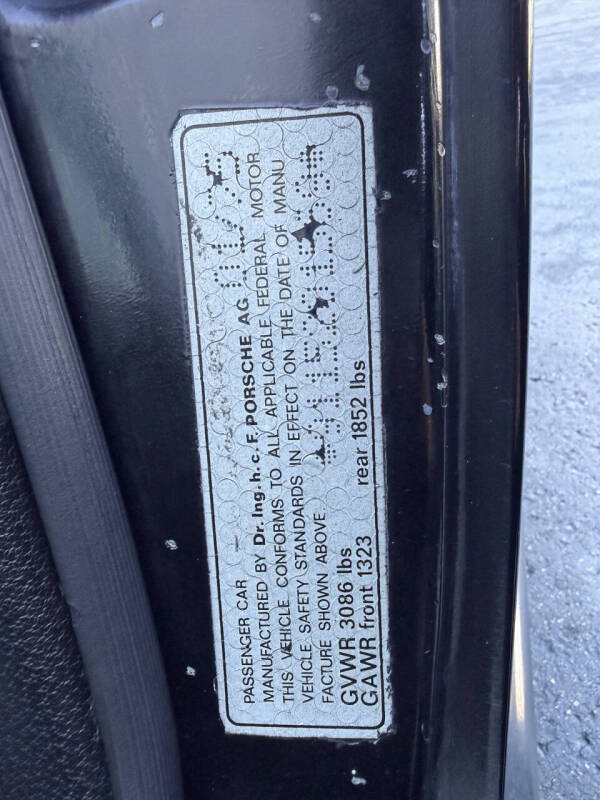 PASSENGER CAR
MANUFACTURED BY Dr. Ing. h. c. F. PORSCHE AG
THIS VEHICLE CONFORMS TO ALL APPLICABLE FEDERAL MOTOR
VEHICLE SAFETY STANDARDS IN EFFECT ON THE DATE OF MANU
FACTURE SHOWN ABOVE
GVWR 3086 lbs
GAWR front 1323 rear 1852 lbs